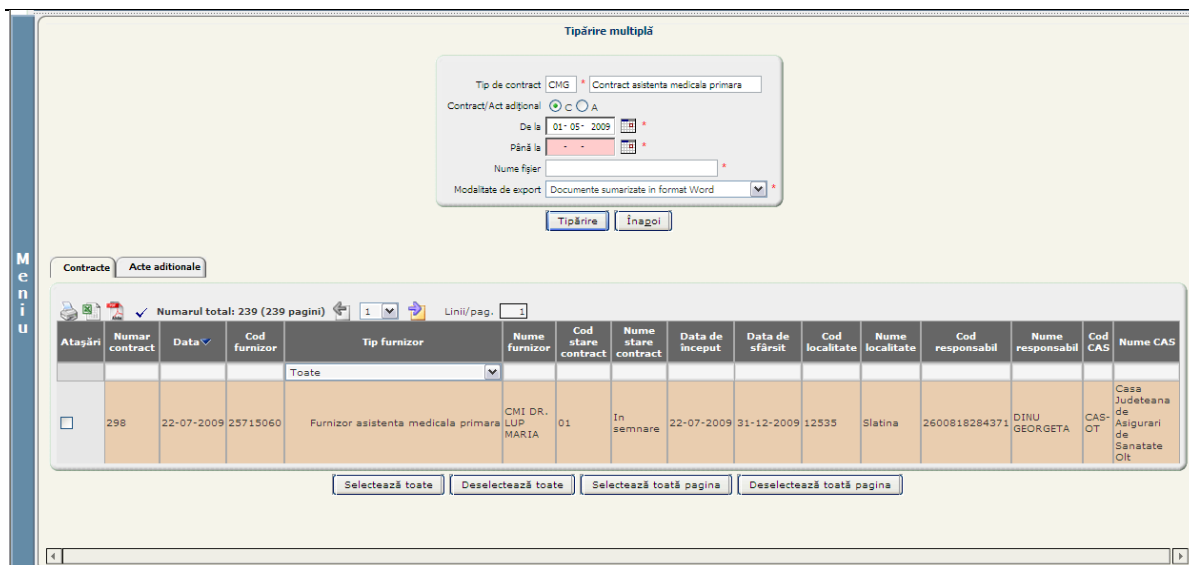 Tipărire multiplă
Tip de contract CMG * Contract asistenta medicala primara
Contract/Act adițional C A
De la 01-05- 2009 *
Până la - - *
Nume fișier *
Modalitate de export Documente sumarizate in format Word *
Tipărire Înapoi
Meniu
Contracte Acte aditionale
Numarul total: 239 (239 pagini) 1 Linii/pag. 1
Atașări Numar contract Data Cod furnizor Tip furnizor Nume furnizor Cod stare contract Nume stare contract Data de început Data de sfârsit Cod localitate Nume localitate Cod responsabil Nume responsabil Cod CAS Nume CAS
Toate
298 22-07-2009 25715060 Furnizor asistenta medicala primara CMI DR. LUP MARIA 01 In semnare 22-07-2009 31-12-2009 12535 Slatina 2600818284371 DINU GEORGETA CAS-OT Casa Judeteana de Asigurari de Sanatate Olt
Selectează toate Deselectează toate Selectează toată pagina Deselectează toată pagina